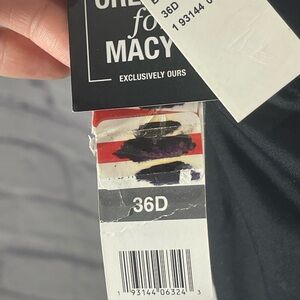 for
MACY
EXCLUSIVELY OURS
36D
1 93144 0
36D
1 93144 06324 3